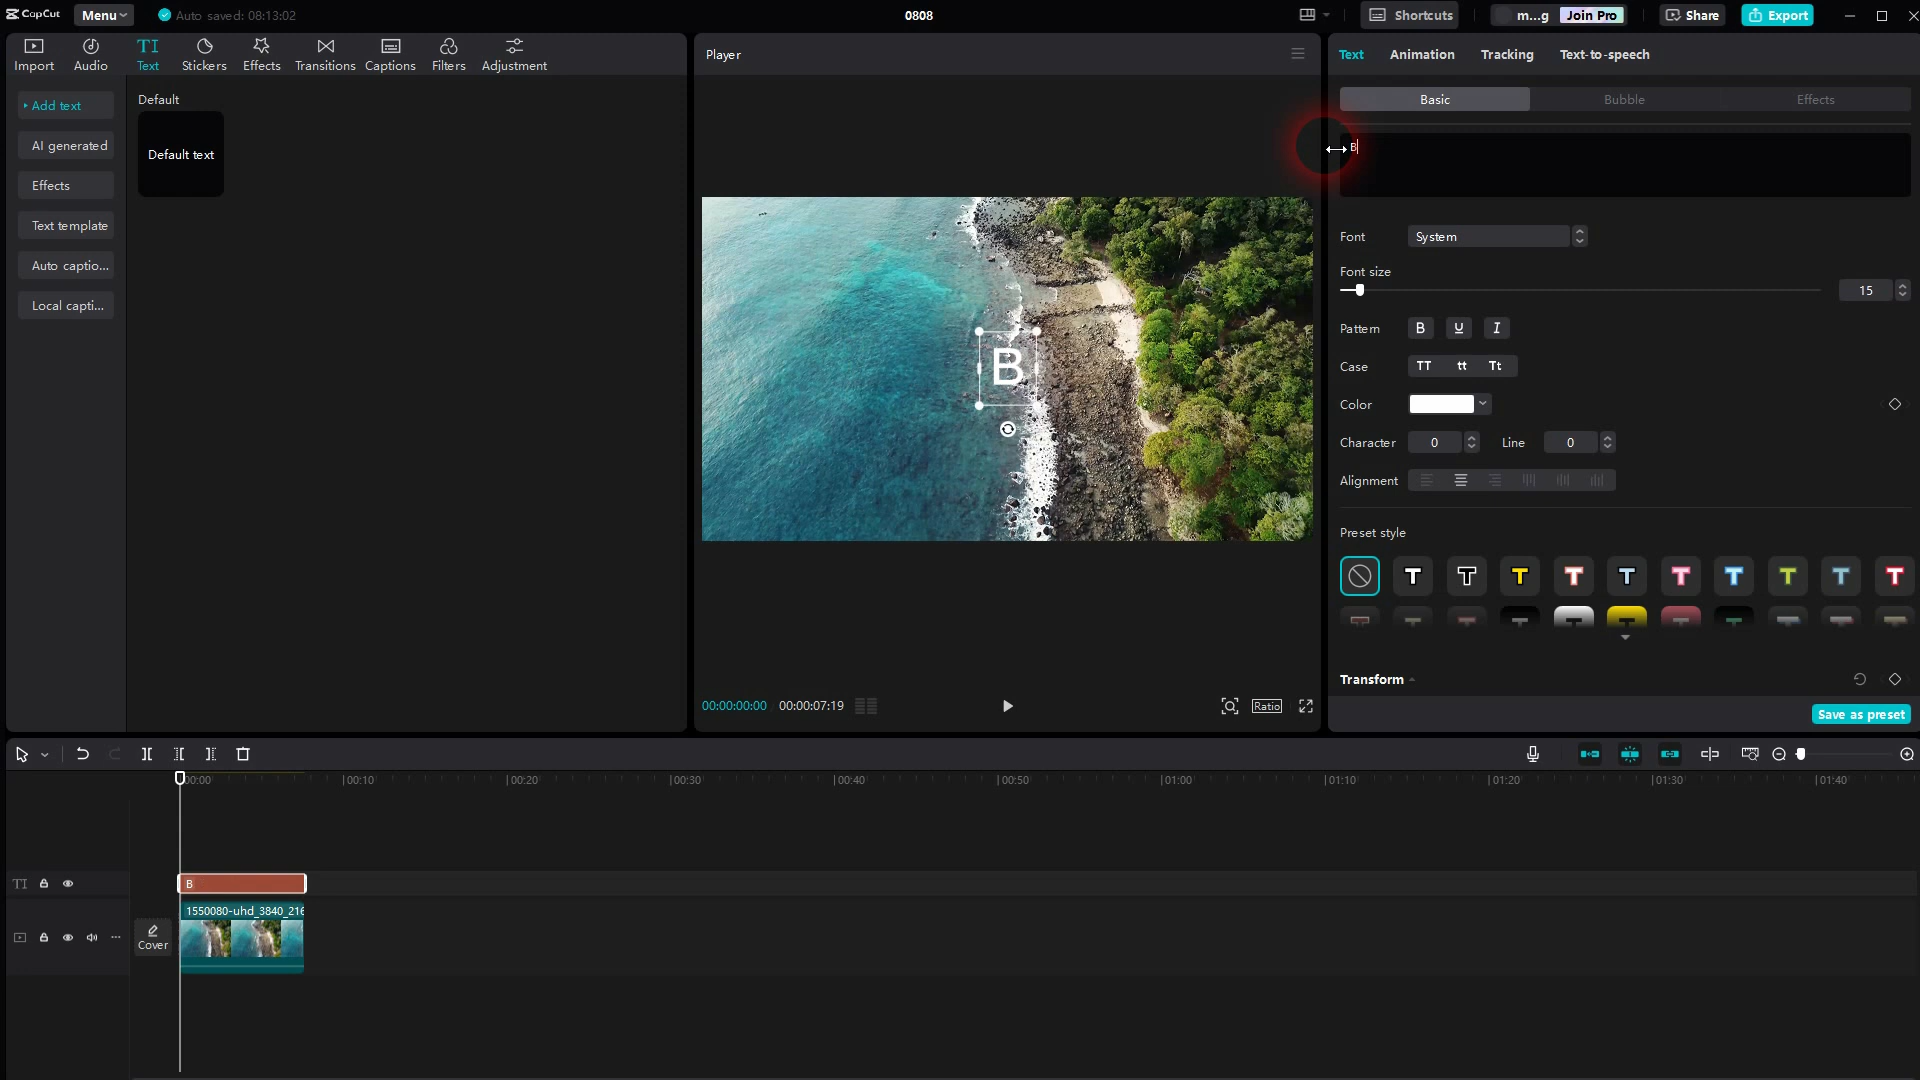 CapCut
Menu
Auto saved: 08:13:02
0808
Shortcuts
m...g
Join Pro
Share
Export
Import
Audio
TI
Text
Stickers
Effects
Transitions
Captions
Filters
Adjustment
Add text
AI generated
Effects
Text template
Auto captio...
Local capti...
Default
Default text
Player
B
00:00:00:00
00:00:07:19
Ratio
Text
Animation
Tracking
Text-to-speech
Basic
Bubble
Effects
B
Font
System
Font size
15
Pattern
B U I
Case
TT tt Tt
Color
Character
0
Line
0
Alignment
Preset style
T T T T T T T T T T
Transform
Save as preset
00:00
00:10
00:20
00:30
00:40
00:50
01:00
01:10
01:20
01:30
01:40
TI
B
1550080-uhd_3840_216
Cover